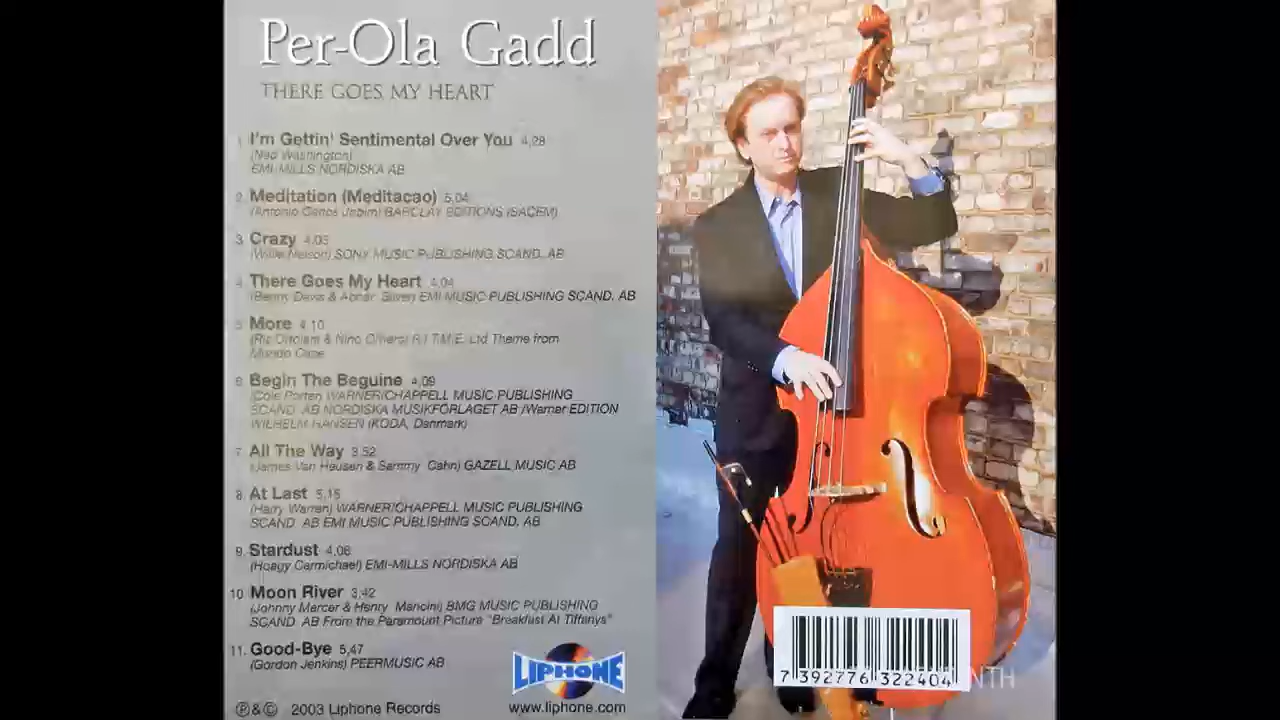 Per-Ola Gadd
THERE GOES MY HEART
1. I'm Gettin' Sentimental Over You 4,28
(Ned Washington)
EMI-MILLS NORDISKA AB
2. Meditation (Meditacao) 5,04
(Antonio Carlos Jobim) BARCLAY EDITIONS (SACEM)
3. Crazy 4,03
(Willie Nelson) SONY MUSIC PUBLISHING SCAND. AB
4. There Goes My Heart 4,04
(Benny Davis & Abner Silver) EMI MUSIC PUBLISHING SCAND. AB
5. More 4,10
(Riz Ortolani & Nino Oliviero) R.I.T.M.E. Ltd Theme from
Mondo Cane
6. Begin The Beguine 4,09
(Cole Porter) WARNER/CHAPPELL MUSIC PUBLISHING
SCAND. AB NORDISKA MUSIKFÖRLAGET AB /Warner EDITION
WILHELM HANSEN (KODA, Danmark)
7. All The Way 3,52
(James Van Heusen & Sammy Cahn) GAZELL MUSIC AB
8. At Last 5,15
(Harry Warren) WARNER/CHAPPELL MUSIC PUBLISHING
SCAND. AB EMI MUSIC PUBLISHING SCAND. AB
9. Stardust 4,08
(Hoagy Carmichael) EMI-MILLS NORDISKA AB
10. Moon River 3,42
(Johnny Mercer & Henry Mancini) BMG MUSIC PUBLISHING
SCAND. AB From the Paramount Picture "Breakfast At Tiffanys"
11. Good-Bye 5,47
(Gordon Jenkins) PEERMUSIC AB
LIPHONE
℗&© 2003 Liphone Records
www.liphone.com
7 392776 322404
NTH